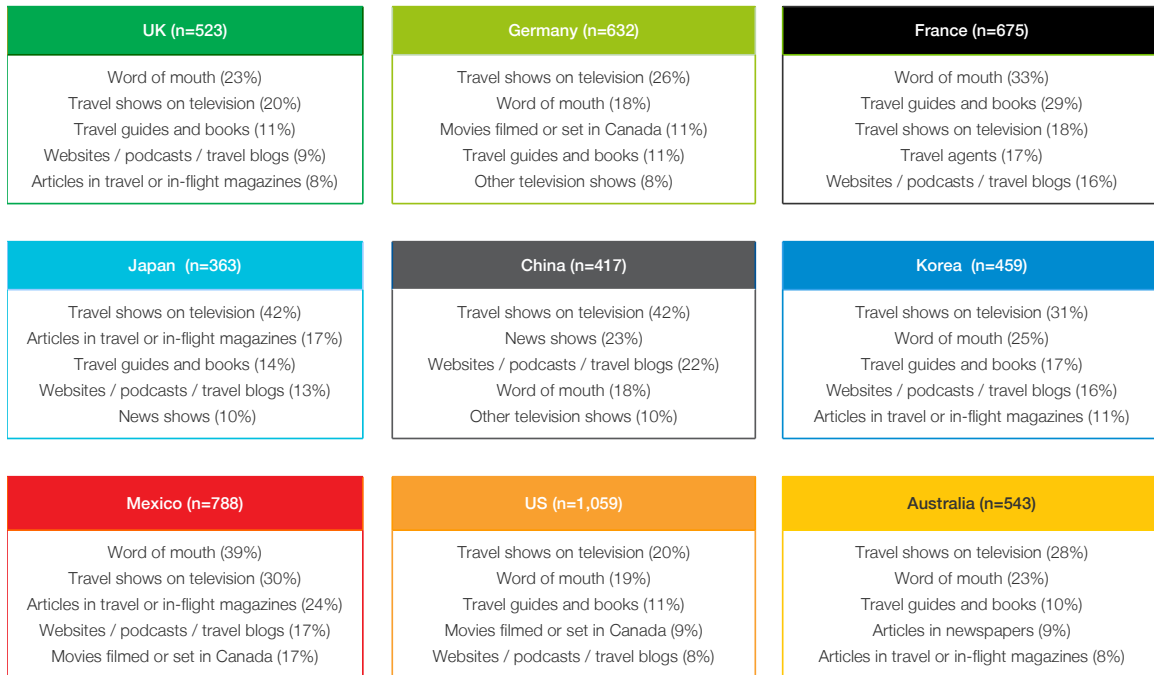 UK (n=523)
Word of mouth (23%)
Travel shows on television (20%)
Travel guides and books (11%)
Websites / podcasts / travel blogs (9%)
Articles in travel or in-flight magazines (8%)
Germany (n=632)
Travel shows on television (26%)
Word of mouth (18%)
Movies filmed or set in Canada (11%)
Travel guides and books (11%)
Other television shows (8%)
France (n=675)
Word of mouth (33%)
Travel guides and books (29%)
Travel shows on television (18%)
Travel agents (17%)
Websites / podcasts / travel blogs (16%)
Japan (n=363)
Travel shows on television (42%)
Articles in travel or in-flight magazines (17%)
Travel guides and books (14%)
Websites / podcasts / travel blogs (13%)
News shows (10%)
China (n=417)
Travel shows on television (42%)
News shows (23%)
Websites / podcasts / travel blogs (22%)
Word of mouth (18%)
Other television shows (10%)
Korea (n=459)
Travel shows on television (31%)
Word of mouth (25%)
Travel guides and books (17%)
Websites / podcasts / travel blogs (16%)
Articles in travel or in-flight magazines (11%)
Mexico (n=788)
Word of mouth (39%)
Travel shows on television (30%)
Articles in travel or in-flight magazines (24%)
Websites / podcasts / travel blogs (17%)
Movies filmed or set in Canada (17%)
US (n=1,059)
Travel shows on television (20%)
Word of mouth (19%)
Travel guides and books (11%)
Movies filmed or set in Canada (9%)
Websites / podcasts / travel blogs (8%)
Australia (n=543)
Travel shows on television (28%)
Word of mouth (23%)
Travel guides and books (10%)
Articles in newspapers (9%)
Articles in travel or in-flight magazines (8%)